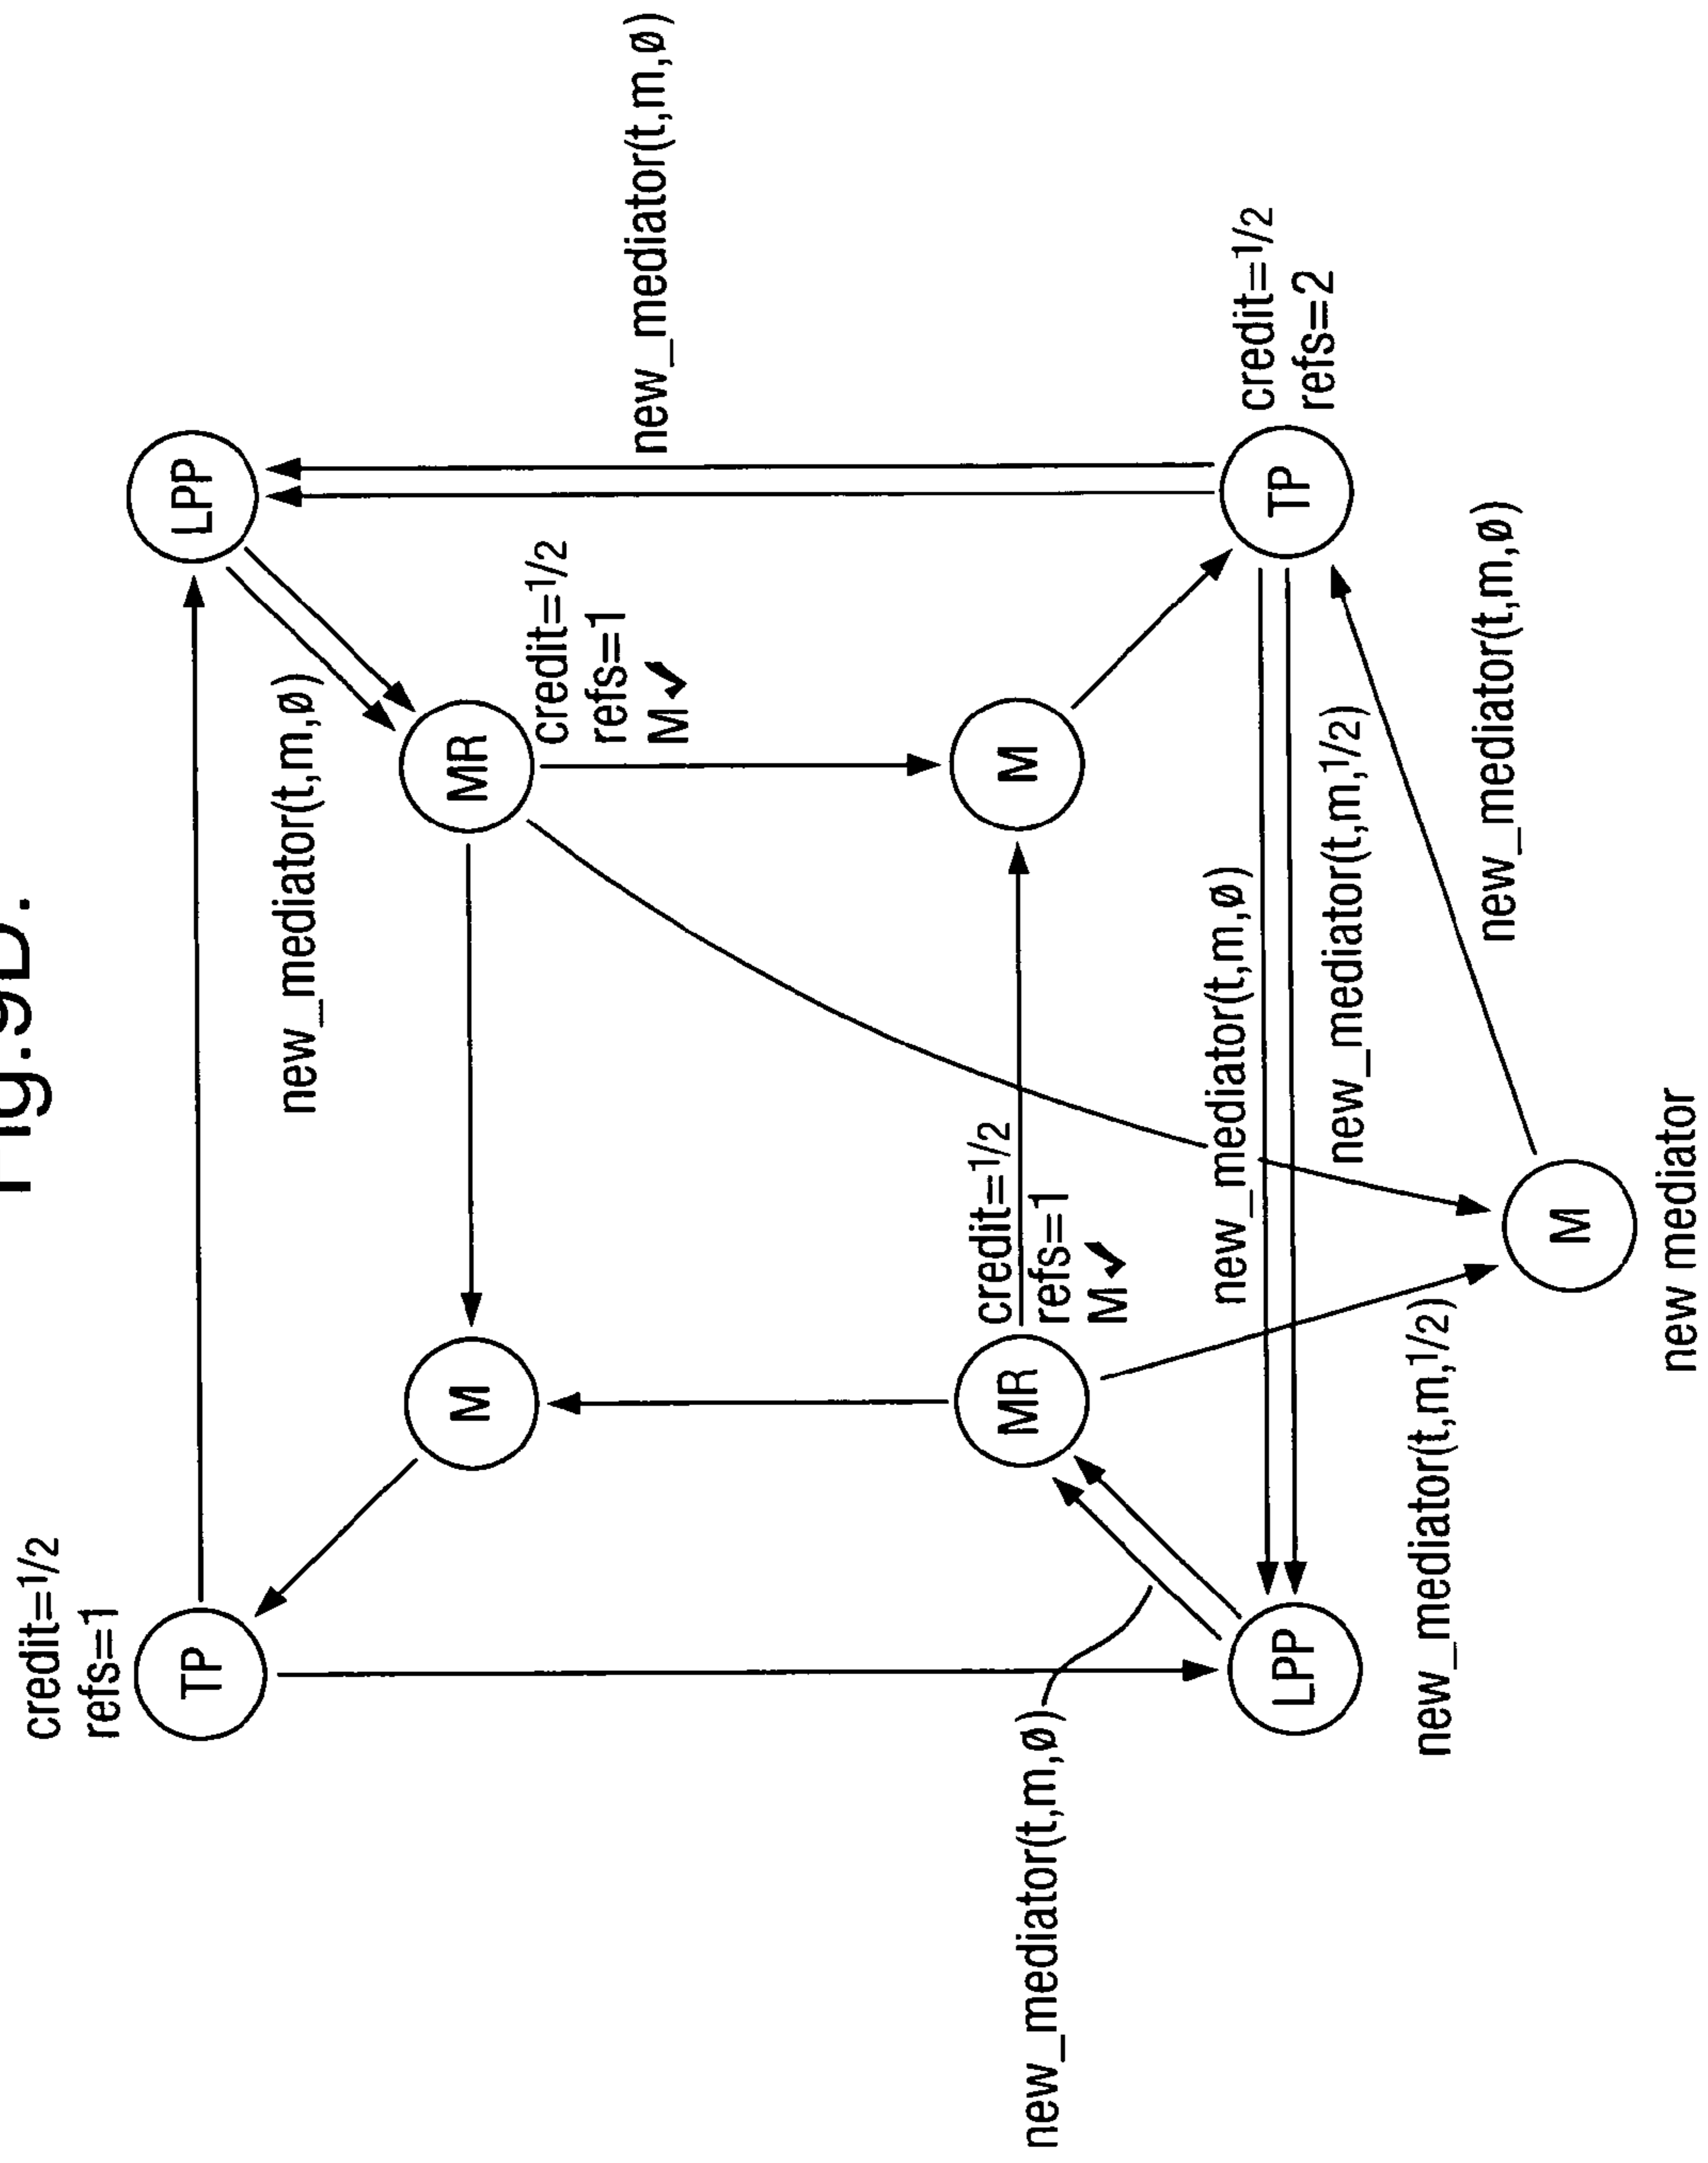 Fig.9D.
credit=1/2
refs=1
TP
LPP
new_mediator(t,m,ø)
M
MR
credit=1/2
refs=1
M✓
new_mediator(t,m,ø)
new_mediator(t,m,ø)
MR
credit=1/2
refs=1
M✓
M
new_mediator(t,m,ø)
LPP
TP
credit=1/2
refs=2
new_mediator(t,m,1/2)
new_mediator(t,m,1/2)
new_mediator(t,m,ø)
M
new mediator